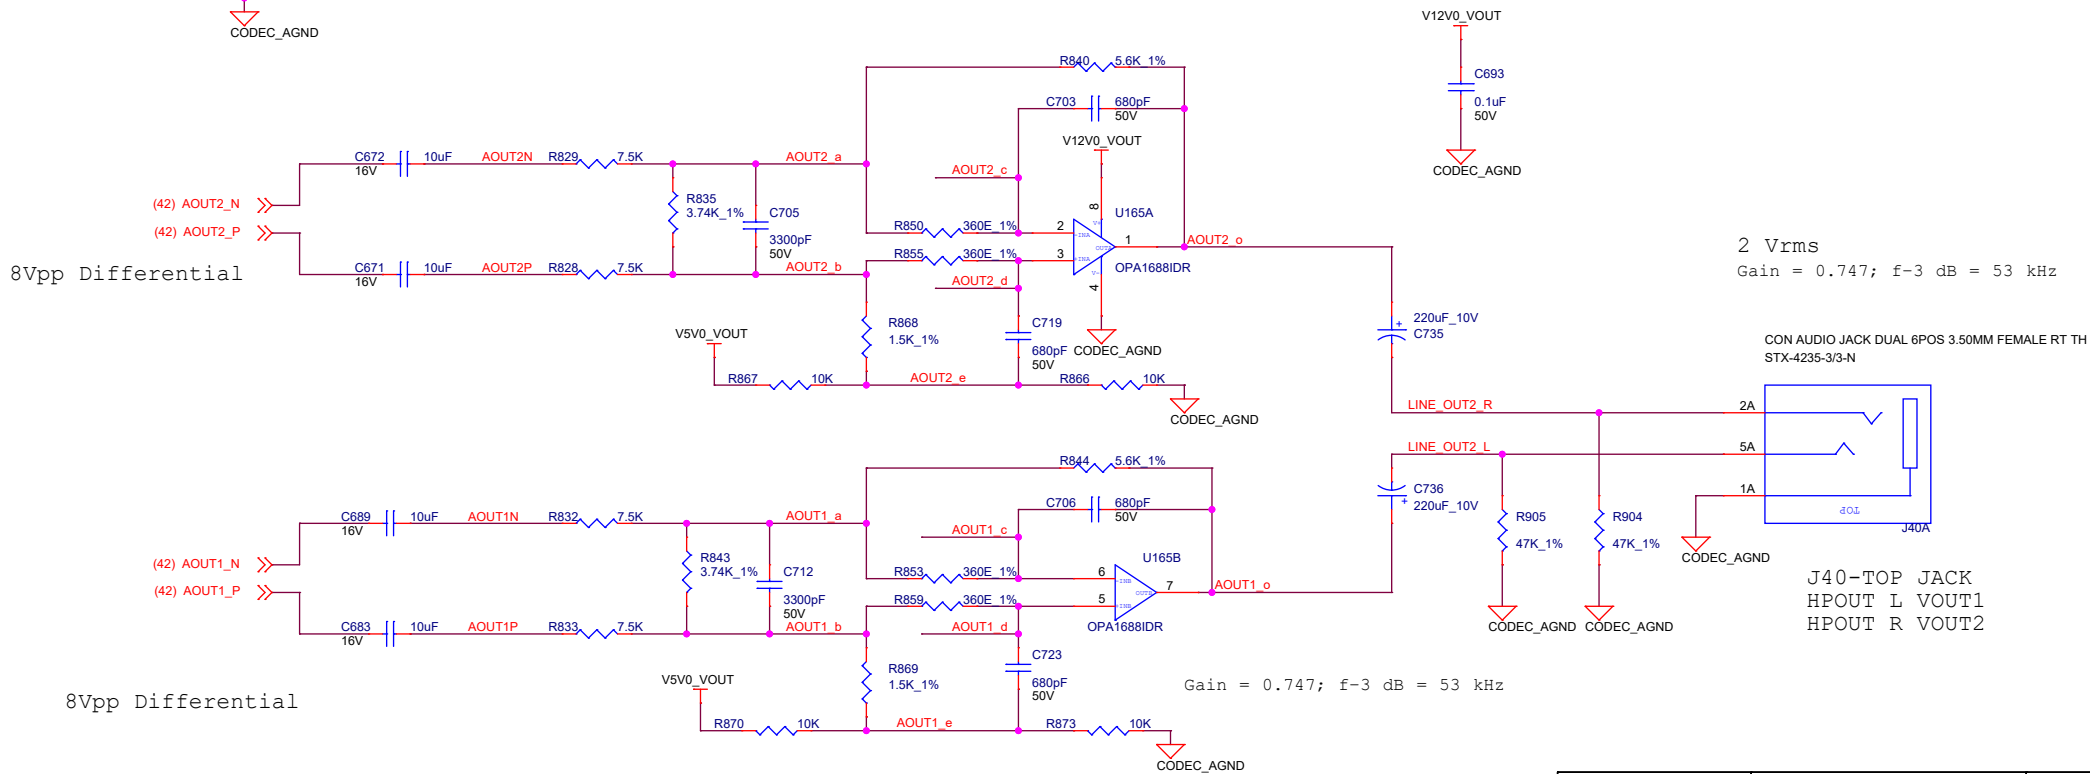 CODEC_AGND
V12V0_VOUT
C693
0.1uF
50V
CODEC_AGND
R840 5.6K_1%
C703 680pF
50V
V12V0_VOUT
C672 10uF AOUT2N R829 7.5K AOUT2_a
16V
AOUT2_c
(42) AOUT2_N
R835
3.74K_1%
C705
3300pF
50V
8
V+
U165A
R850 360E_1% 2 -INA
1 OUTA AOUT2_o
(42) AOUT2_P
R855 360E_1% 3 +INA
V-
OPA1688IDR
4
8Vpp Differential
C671 10uF AOUT2P R828 7.5K AOUT2_b
16V
AOUT2_d
2 Vrms
Gain = 0.747; f-3 dB = 53 kHz
R868
1.5K_1%
C719
680pF
50V
CODEC_AGND
V5V0_VOUT
R867 10K AOUT2_e R866 10K
CODEC_AGND
+ 220uF_10V
C735
CON AUDIO JACK DUAL 6POS 3.50MM FEMALE RT TH
STX-4235-3/3-N
LINE_OUT2_R 2A
LINE_OUT2_L 5A
1A
TOP
J40A
C736
+ 220uF_10V
R905
47K_1%
R904
47K_1%
CODEC_AGND
CODEC_AGND CODEC_AGND
J40-TOP JACK
HPOUT L VOUT1
HPOUT R VOUT2
R844 5.6K_1%
C706 680pF
50V
C689 10uF AOUT1N R832 7.5K AOUT1_a
16V
AOUT1_c
(42) AOUT1_N
R843
3.74K_1%
C712
3300pF
50V
U165B
R853 360E_1% 6 -INB
7 OUTB AOUT1_o
(42) AOUT1_P
R859 360E_1% 5 +INB
OPA1688IDR
C683 10uF AOUT1P R833 7.5K AOUT1_b
16V
AOUT1_d
8Vpp Differential
R869
1.5K_1%
C723
680pF
50V
Gain = 0.747; f-3 dB = 53 kHz
V5V0_VOUT
R870 10K AOUT1_e R873 10K
CODEC_AGND